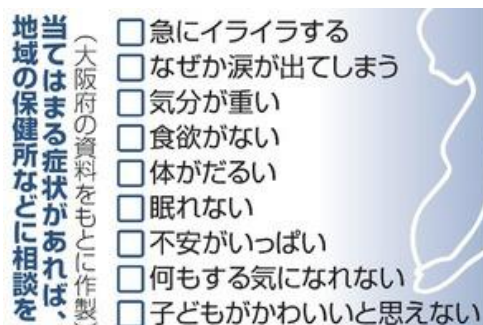 □急にイライラする
□なぜか涙が出てしまう
□気分が重い
□食欲がない
□体がだるい
□眠れない
□不安がいっぱい
□何もする気になれない
□子どもがかわいいと思えない
（大阪府の資料をもとに作製）
当てはまる症状があれば、
地域の保健所などに相談を